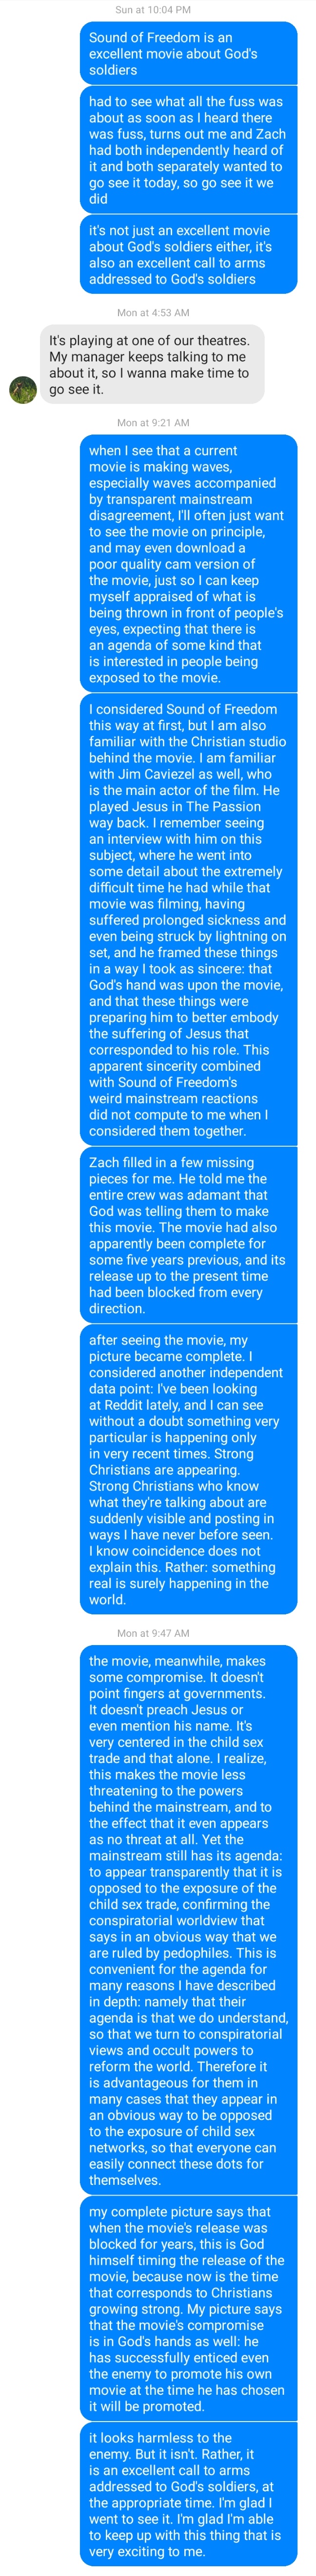 Sun at 10:04 PM
Sound of Freedom is an
excellent movie about God's
soldiers
had to see what all the fuss was
about as soon as I heard there
was fuss, turns out me and Zach
had both independently heard of
it and both separately wanted to
go see it today, so go see it we
did
it's not just an excellent movie
about God's soldiers either, it's
also an excellent call to arms
addressed to God's soldiers
Mon at 4:53 AM
It's playing at one of our theatres.
My manager keeps talking to me
about it, so I wanna make time to
go see it.
Mon at 9:21 AM
when I see that a current
movie is making waves,
especially waves accompanied
by transparent mainstream
disagreement, I'll often just want
to see the movie on principle,
and may even download a
poor quality cam version of
the movie, just so I can keep
myself appraised of what is
being thrown in front of people's
eyes, expecting that there is
an agenda of some kind that
is interested in people being
exposed to the movie.
I considered Sound of Freedom
this way at first, but I am also
familiar with the Christian studio
behind the movie. I am familiar
with Jim Caviezel as well, who
is the main actor of the film. He
played Jesus in The Passion
way back. I remember seeing
an interview with him on this
subject, where he went into
some detail about the extremely
difficult time he had while that
movie was filming, having
suffered prolonged sickness and
even being struck by lightning on
set, and he framed these things
in a way I took as sincere: that
God's hand was upon the movie,
and that these things were
preparing him to better embody
the suffering of Jesus that
corresponded to his role. This
apparent sincerity combined
with Sound of Freedom's
weird mainstream reactions
did not compute to me when I
considered them together.
Zach filled in a few missing
pieces for me. He told me the
entire crew was adamant that
God was telling them to make
this movie. The movie had also
apparently been complete for
some five years previous, and its
release up to the present time
had been blocked from every
direction.
after seeing the movie, my
picture became complete. I
considered another independent
data point: I've been looking
at Reddit lately, and I can see
without a doubt something very
particular is happening only
in very recent times. Strong
Christians are appearing.
Strong Christians who know
what they're talking about are
suddenly visible and posting in
ways I have never before seen.
I know coincidence does not
explain this. Rather: something
real is surely happening in the
world.
Mon at 9:47 AM
the movie, meanwhile, makes
some compromise. It doesn't
point fingers at governments.
It doesn't preach Jesus or
even mention his name. It's
very centered in the child sex
trade and that alone. I realize,
this makes the movie less
threatening to the powers
behind the mainstream, and to
the effect that it even appears
as no threat at all. Yet the
mainstream still has its agenda:
to appear transparently that it is
opposed to the exposure of the
child sex trade, confirming the
conspiratorial worldview that
says in an obvious way that we
are ruled by pedophiles. This is
convenient for the agenda for
many reasons I have described
in depth: namely that their
agenda is that we do understand,
so that we turn to conspiratorial
views and occult powers to
reform the world. Therefore it
is advantageous for them in
many cases that they appear in
an obvious way to be opposed
to the exposure of child sex
networks, so that everyone can
easily connect these dots for
themselves.
my complete picture says that
when the movie's release was
blocked for years, this is God
himself timing the release of the
movie, because now is the time
that corresponds to Christians
growing strong. My picture says
that the movie's compromise
is in God's hands as well: he
has successfully enticed even
the enemy to promote his own
movie at the time he has chosen
it will be promoted.
it looks harmless to the
enemy. But it isn't. Rather, it
is an excellent call to arms
addressed to God's soldiers, at
the appropriate time. I'm glad I
went to see it. I'm glad I'm able
to keep up with this thing that is
very exciting to me.